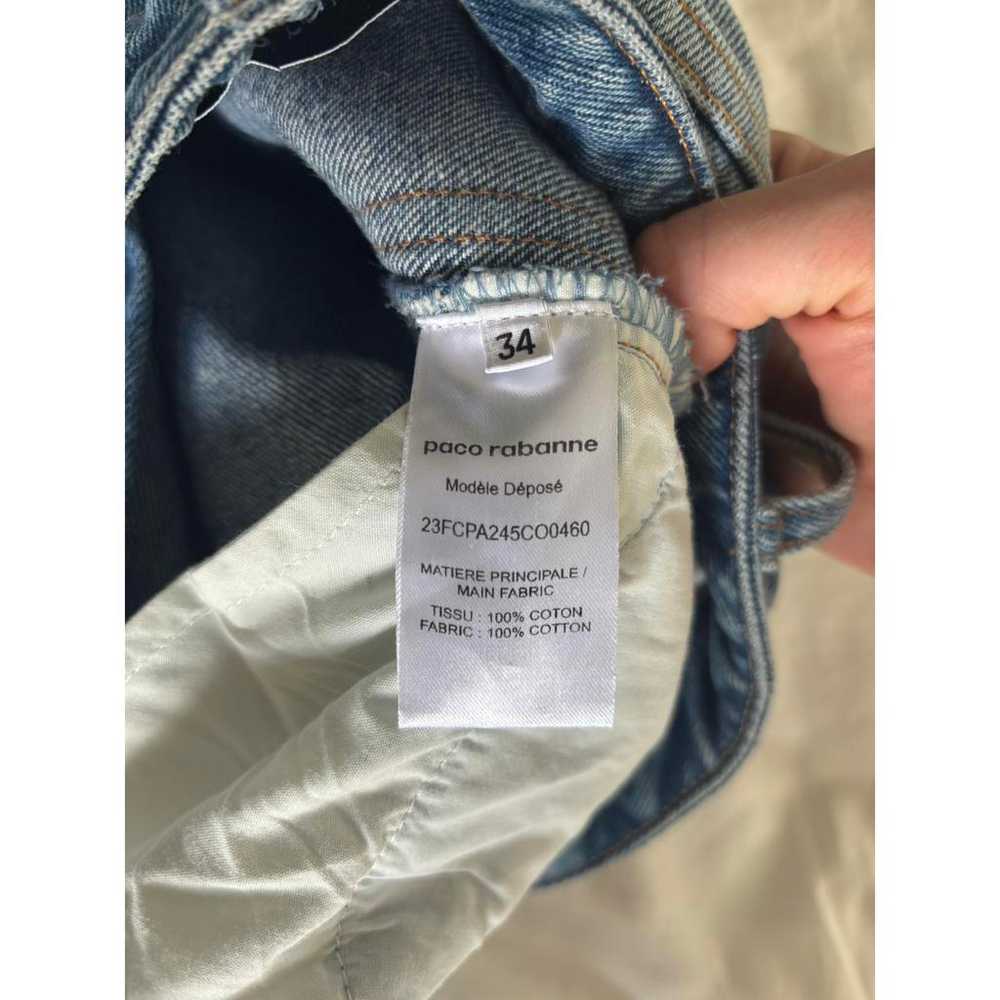 34
paco rabanne
Modèle Déposé
23FCPA245CO0460
MATIERE PRINCIPALE /
MAIN FABRIC
TISSU : 100% COTON
FABRIC : 100% COTTON